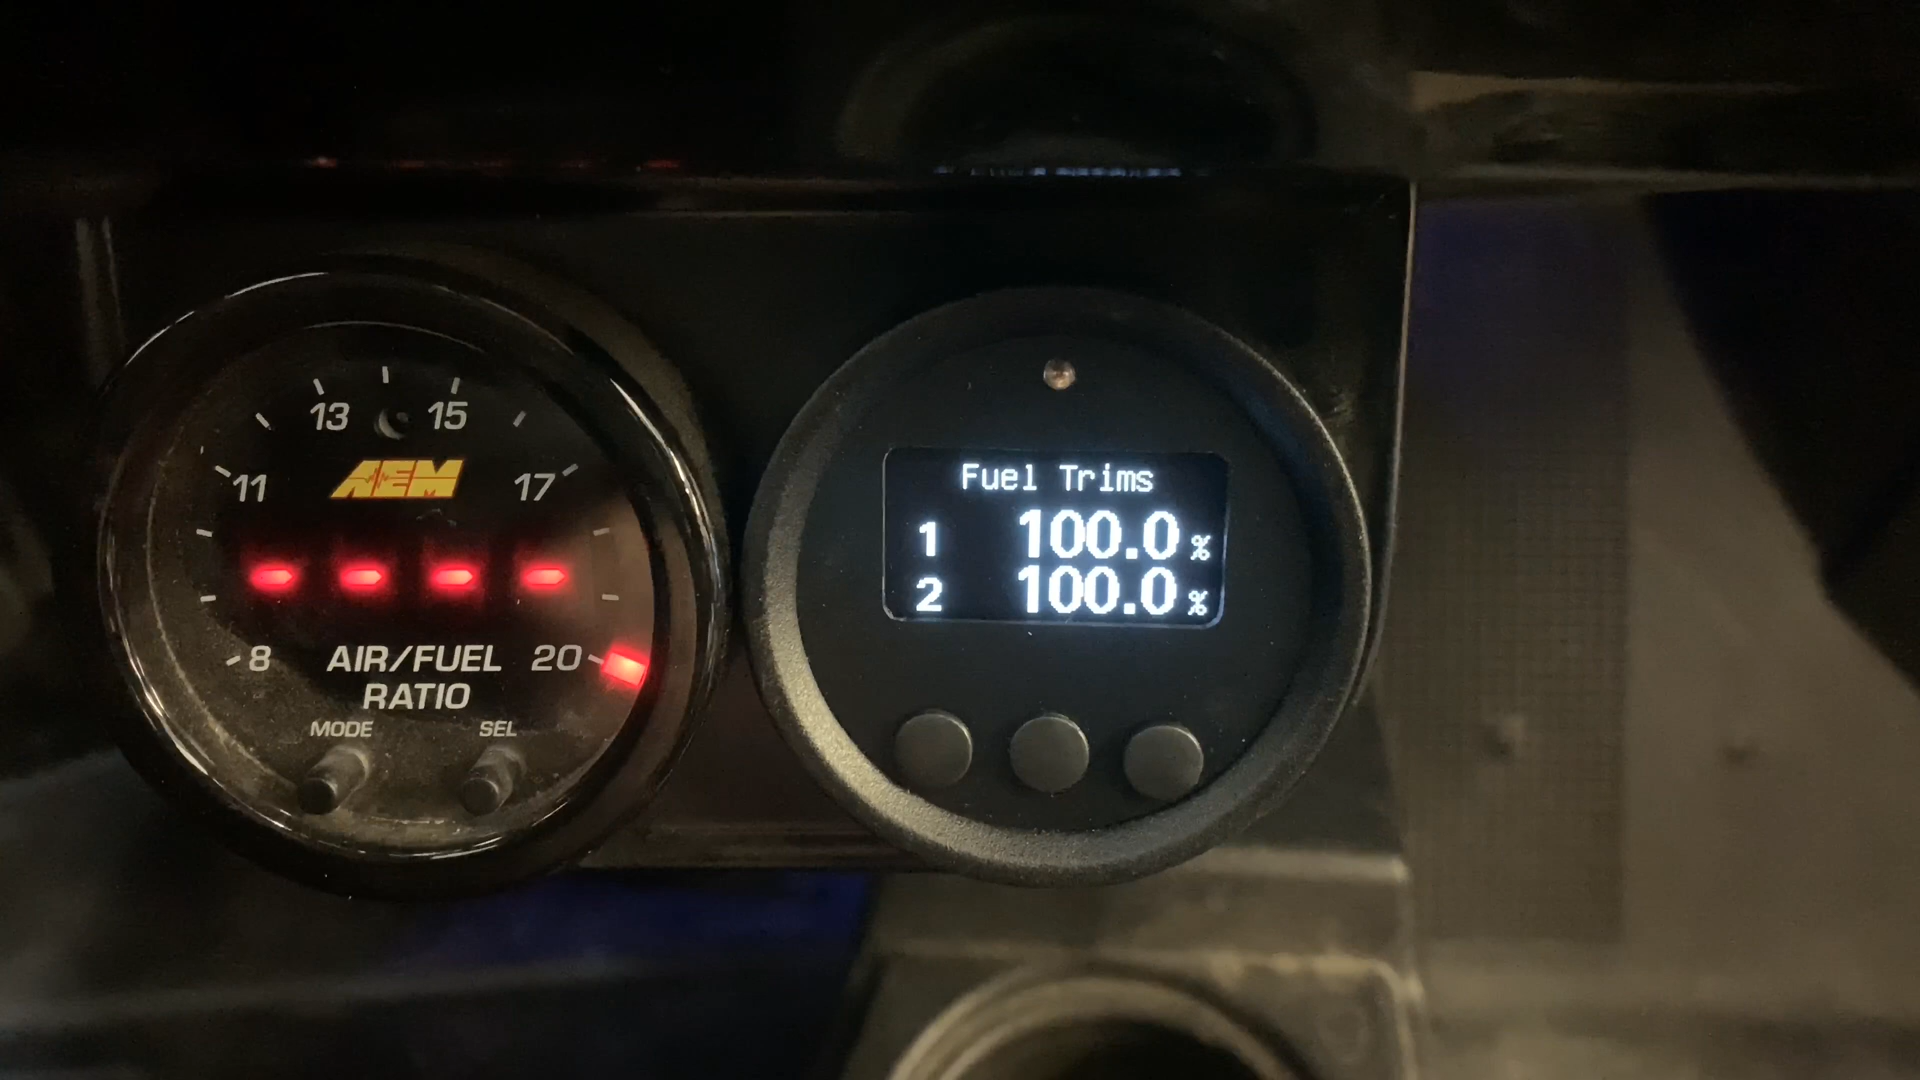 13 15
11 AEM 17
- - - -
8 AIR/FUEL 20
RATIO
MODE SEL
Fuel Trims
1 100.0 %
2 100.0 %